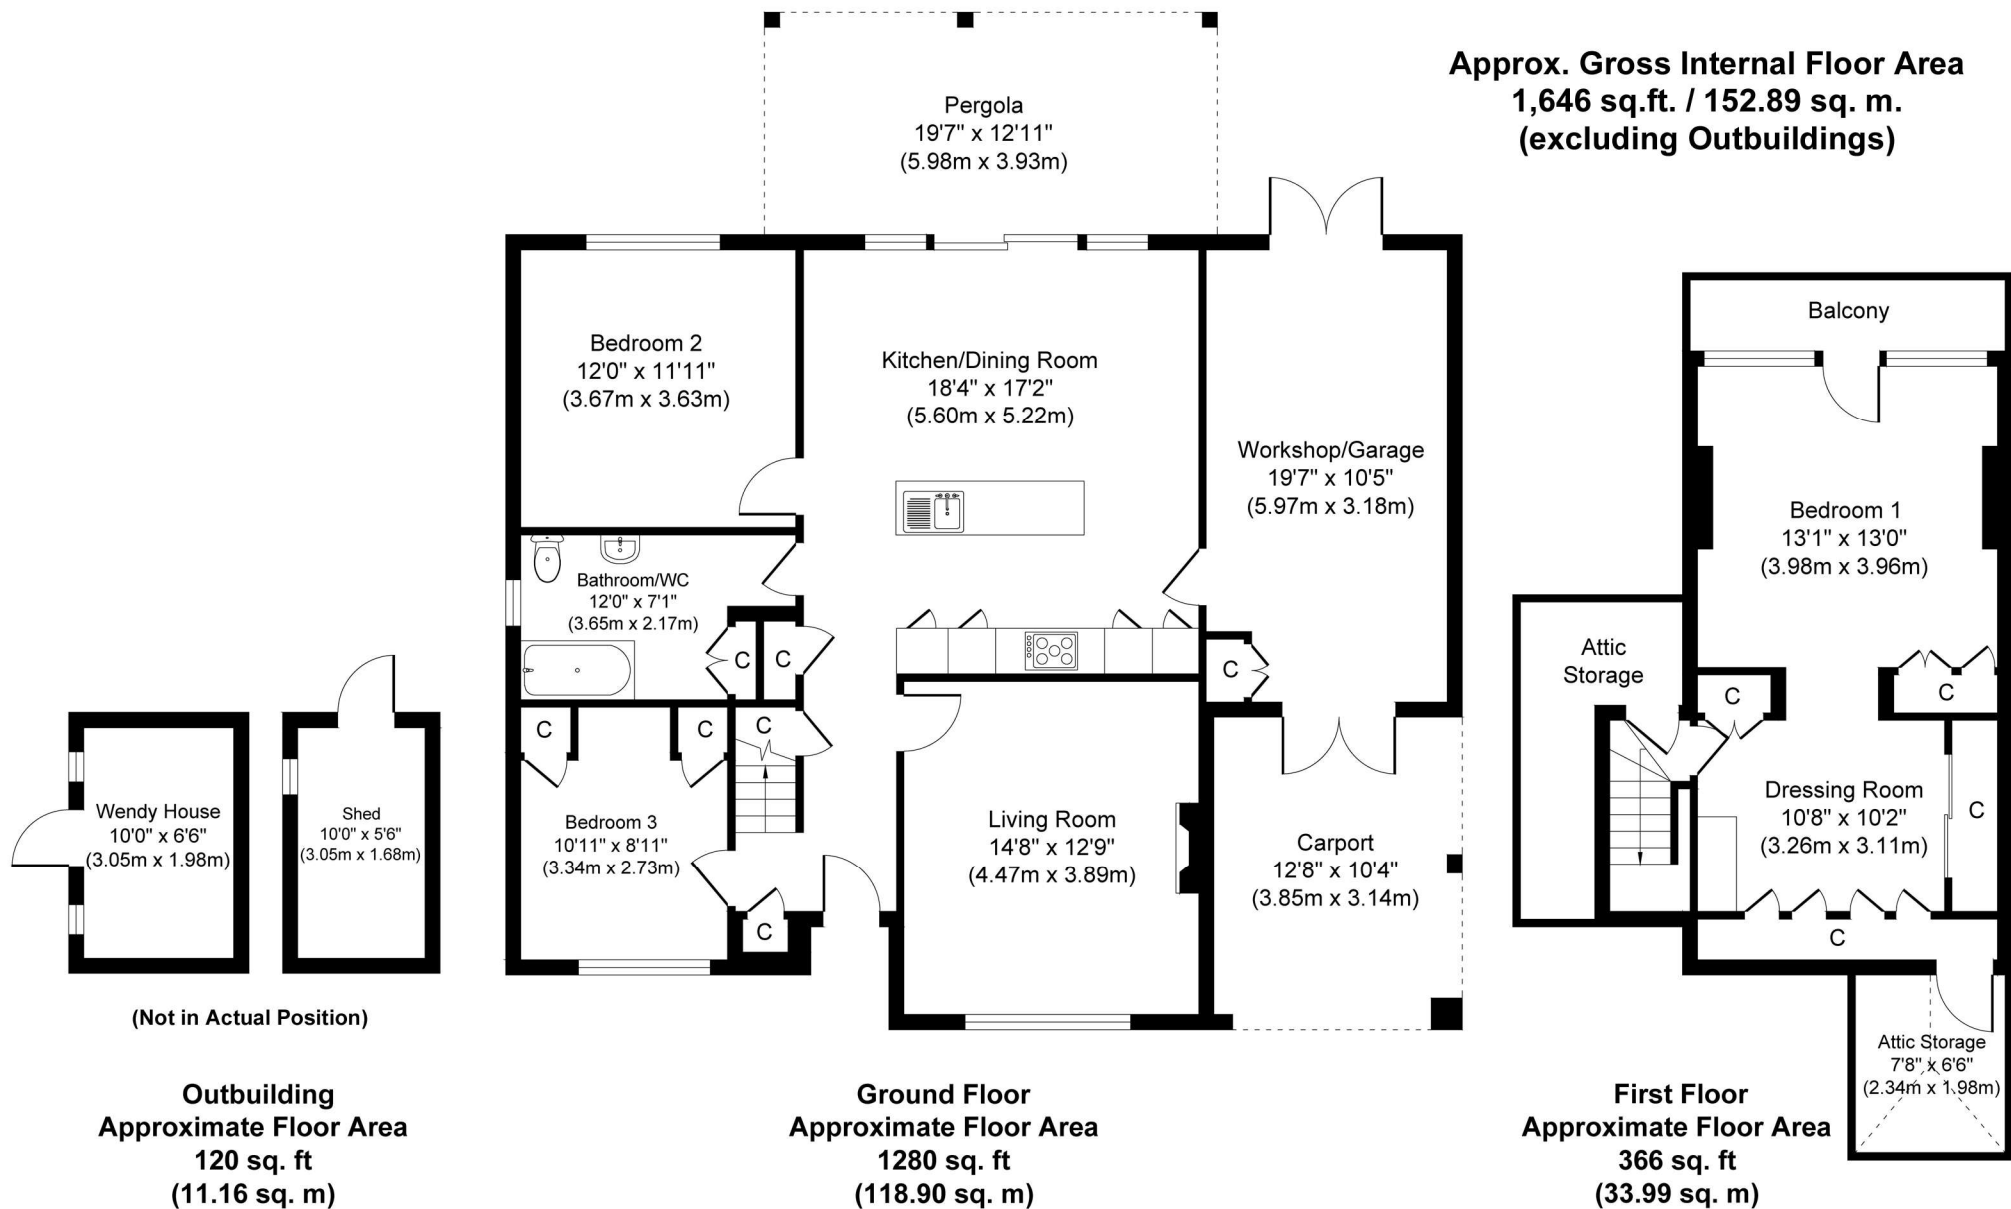 Approx. Gross Internal Floor Area
1,646 sq.ft. / 152.89 sq. m.
(excluding Outbuildings)
Pergola
19'7" x 12'11"
(5.98m x 3.93m)
Bedroom 2
12'0" x 11'11"
(3.67m x 3.63m)
Kitchen/Dining Room
18'4" x 17'2"
(5.60m x 5.22m)
Workshop/Garage
19'7" x 10'5"
(5.97m x 3.18m)
Bathroom/WC
12'0" x 7'1"
(3.65m x 2.17m)
C
C
C
C
C
C
Bedroom 3
10'11" x 8'11"
(3.34m x 2.73m)
C
Living Room
14'8" x 12'9"
(4.47m x 3.89m)
Carport
12'8" x 10'4"
(3.85m x 3.14m)
Balcony
Bedroom 1
13'1" x 13'0"
(3.98m x 3.96m)
Attic
Storage
C
C
Dressing Room
10'8" x 10'2"
(3.26m x 3.11m)
C
C
Attic Storage
7'8" x 6'6"
(2.34m x 1.98m)
Wendy House
10'0" x 6'6"
(3.05m x 1.98m)
Shed
10'0" x 5'6"
(3.05m x 1.68m)
(Not in Actual Position)
Outbuilding
Approximate Floor Area
120 sq. ft
(11.16 sq. m)
Ground Floor
Approximate Floor Area
1280 sq. ft
(118.90 sq. m)
First Floor
Approximate Floor Area
366 sq. ft
(33.99 sq. m)